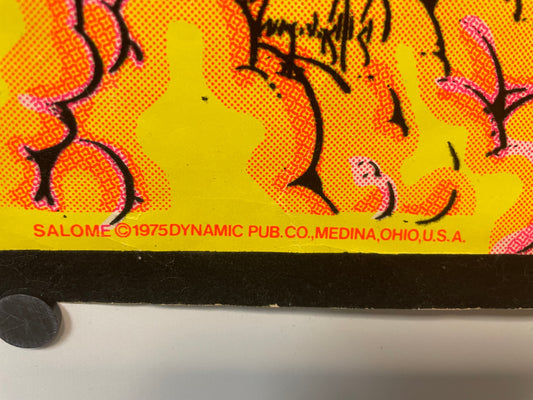 SALOME ©1975 DYNAMIC PUB. CO., MEDINA, OHIO, U.S.A.